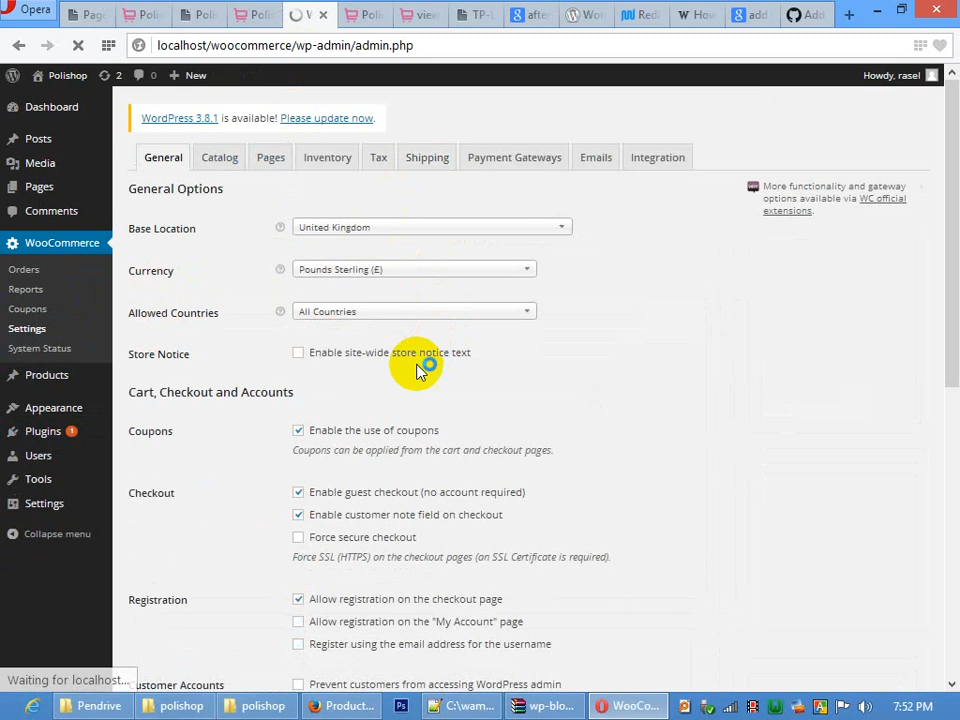 Opera
Page
Poli
Poli
Poli
W
Poli
view
TP-L
after
Wor
Redi
How
add
Add
localhost/woocommerce/wp-admin/admin.php
Polishop
2
0
New
Howdy, rasel
Dashboard
Posts
Media
Pages
Comments
WooCommerce
Orders
Reports
Coupons
Settings
System Status
Products
Appearance
Plugins 1
Users
Tools
Settings
Collapse menu
WordPress 3.8.1 is available! Please update now.
General
Catalog
Pages
Inventory
Tax
Shipping
Payment Gateways
Emails
Integration
General Options
More functionality and gateway
options available via WC official
extensions.
Base Location
United Kingdom
Currency
Pounds Sterling (£)
Allowed Countries
All Countries
Store Notice
Enable site-wide store notice text
Cart, Checkout and Accounts
Coupons
Enable the use of coupons
Coupons can be applied from the cart and checkout pages.
Checkout
Enable guest checkout (no account required)
Enable customer note field on checkout
Force secure checkout
Force SSL (HTTPS) on the checkout pages (an SSL Certificate is required).
Registration
Allow registration on the checkout page
Allow registration on the "My Account" page
Register using the email address for the username
Customer Accounts
Prevent customers from accessing WordPress admin
Waiting for localhost...
Pendrive
polishop
polishop
Product...
C:\wam...
wp-blo...
WooCo...
7:52 PM